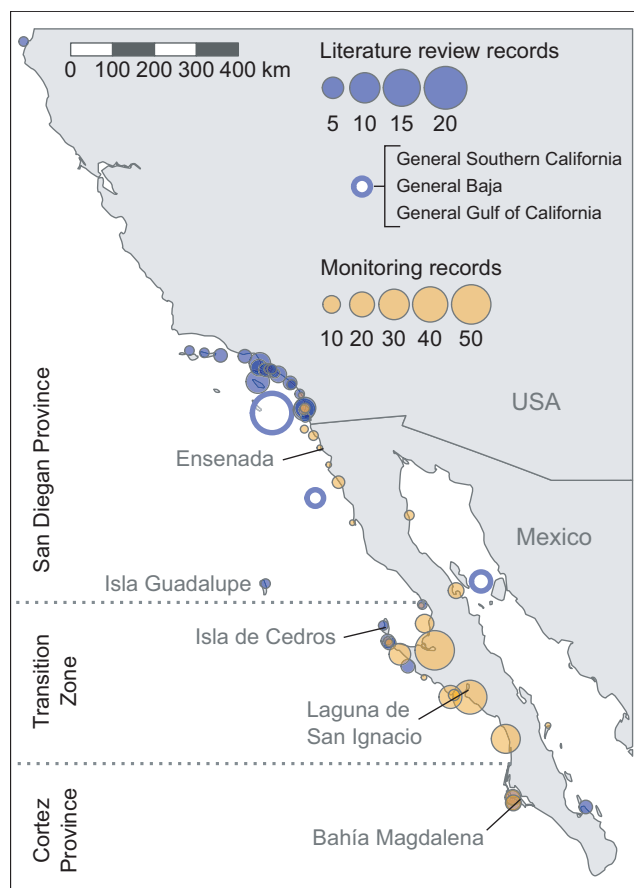 0 100 200 300 400 km
Literature review records
5 10 15 20
General Southern California
General Baja
General Gulf of California
Monitoring records
10 20 30 40 50
USA
Ensenada
San Diegan Province
Mexico
Isla Guadalupe
Isla de Cedros
Transition
Zone
Laguna de
San Ignacio
Cortez
Province
Bahía Magdalena